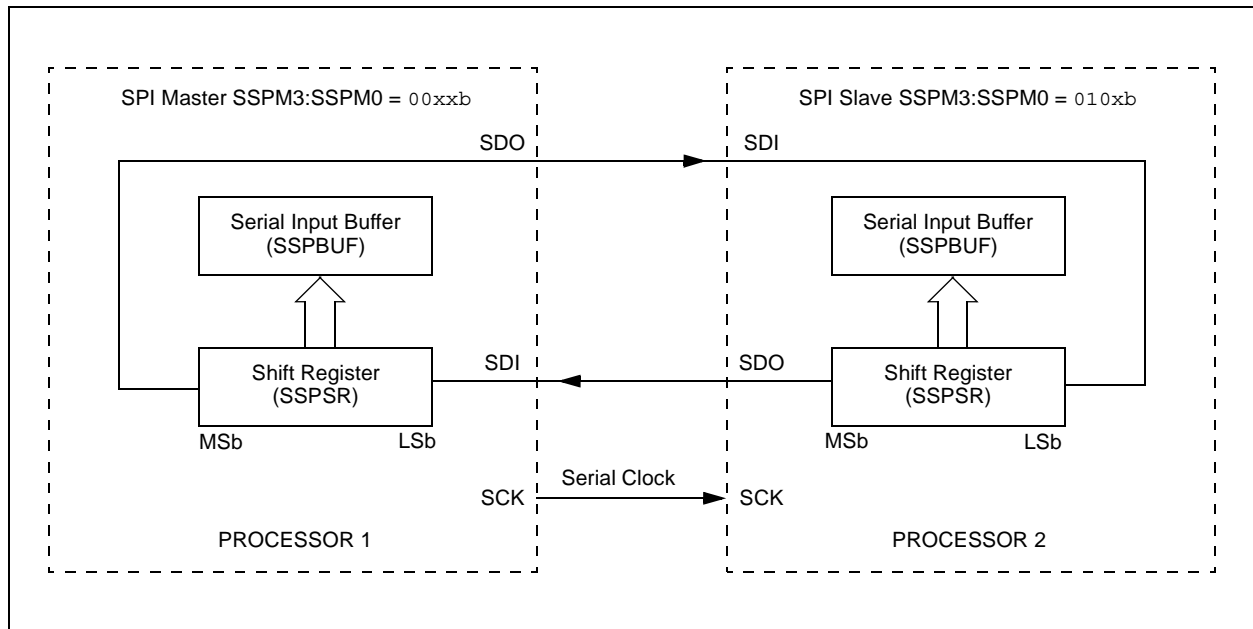 SPI Master SSPM3:SSPM0 = 00xxb
SPI Slave SSPM3:SSPM0 = 010xb
SDO
SDI
Serial Input Buffer
(SSPBUF)
Serial Input Buffer
(SSPBUF)
Shift Register
(SSPSR)
SDI
SDO
Shift Register
(SSPSR)
MSb
LSb
MSb
LSb
SCK
Serial Clock
SCK
PROCESSOR 1
PROCESSOR 2